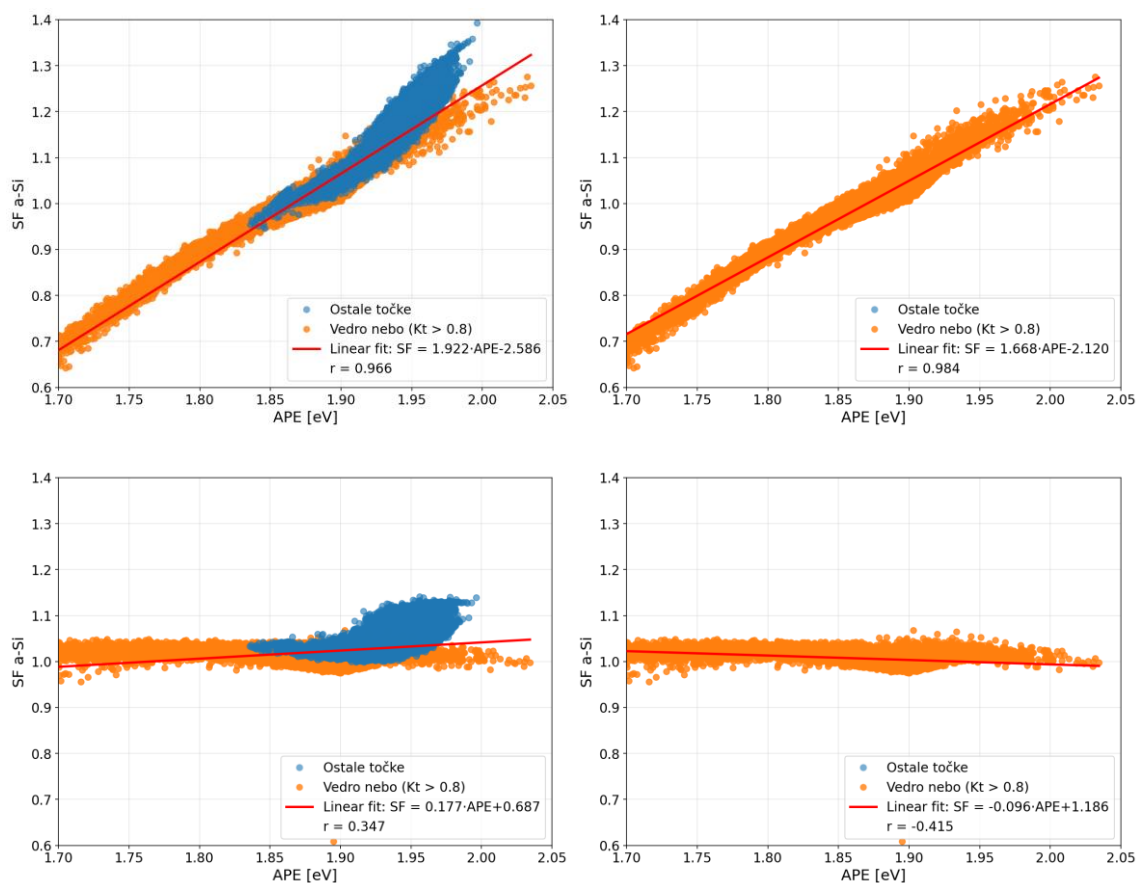 1.4
1.3
1.2
1.1
1.0
0.9
0.8
0.7
0.6
SF a-Si
1.70
1.75
1.80
1.85
1.90
1.95
2.00
2.05
APE [eV]
Ostale točke
Vedro nebo (Kt > 0.8)
Linear fit: SF = 1.922·APE-2.586
r = 0.966
1.4
1.3
1.2
1.1
1.0
0.9
0.8
0.7
0.6
SF a-Si
1.70
1.75
1.80
1.85
1.90
1.95
2.00
2.05
APE [eV]
Ostale točke
Vedro nebo (Kt > 0.8)
Linear fit: SF = 1.668·APE-2.120
r = 0.984
1.4
1.3
1.2
1.1
1.0
0.9
0.8
0.7
0.6
SF a-Si
1.70
1.75
1.80
1.85
1.90
1.95
2.00
2.05
APE [eV]
Ostale točke
Vedro nebo (Kt > 0.8)
Linear fit: SF = 0.177·APE+0.687
r = 0.347
1.4
1.3
1.2
1.1
1.0
0.9
0.8
0.7
0.6
SF a-Si
1.70
1.75
1.80
1.85
1.90
1.95
2.00
2.05
APE [eV]
Ostale točke
Vedro nebo (Kt > 0.8)
Linear fit: SF = -0.096·APE+1.186
r = -0.415